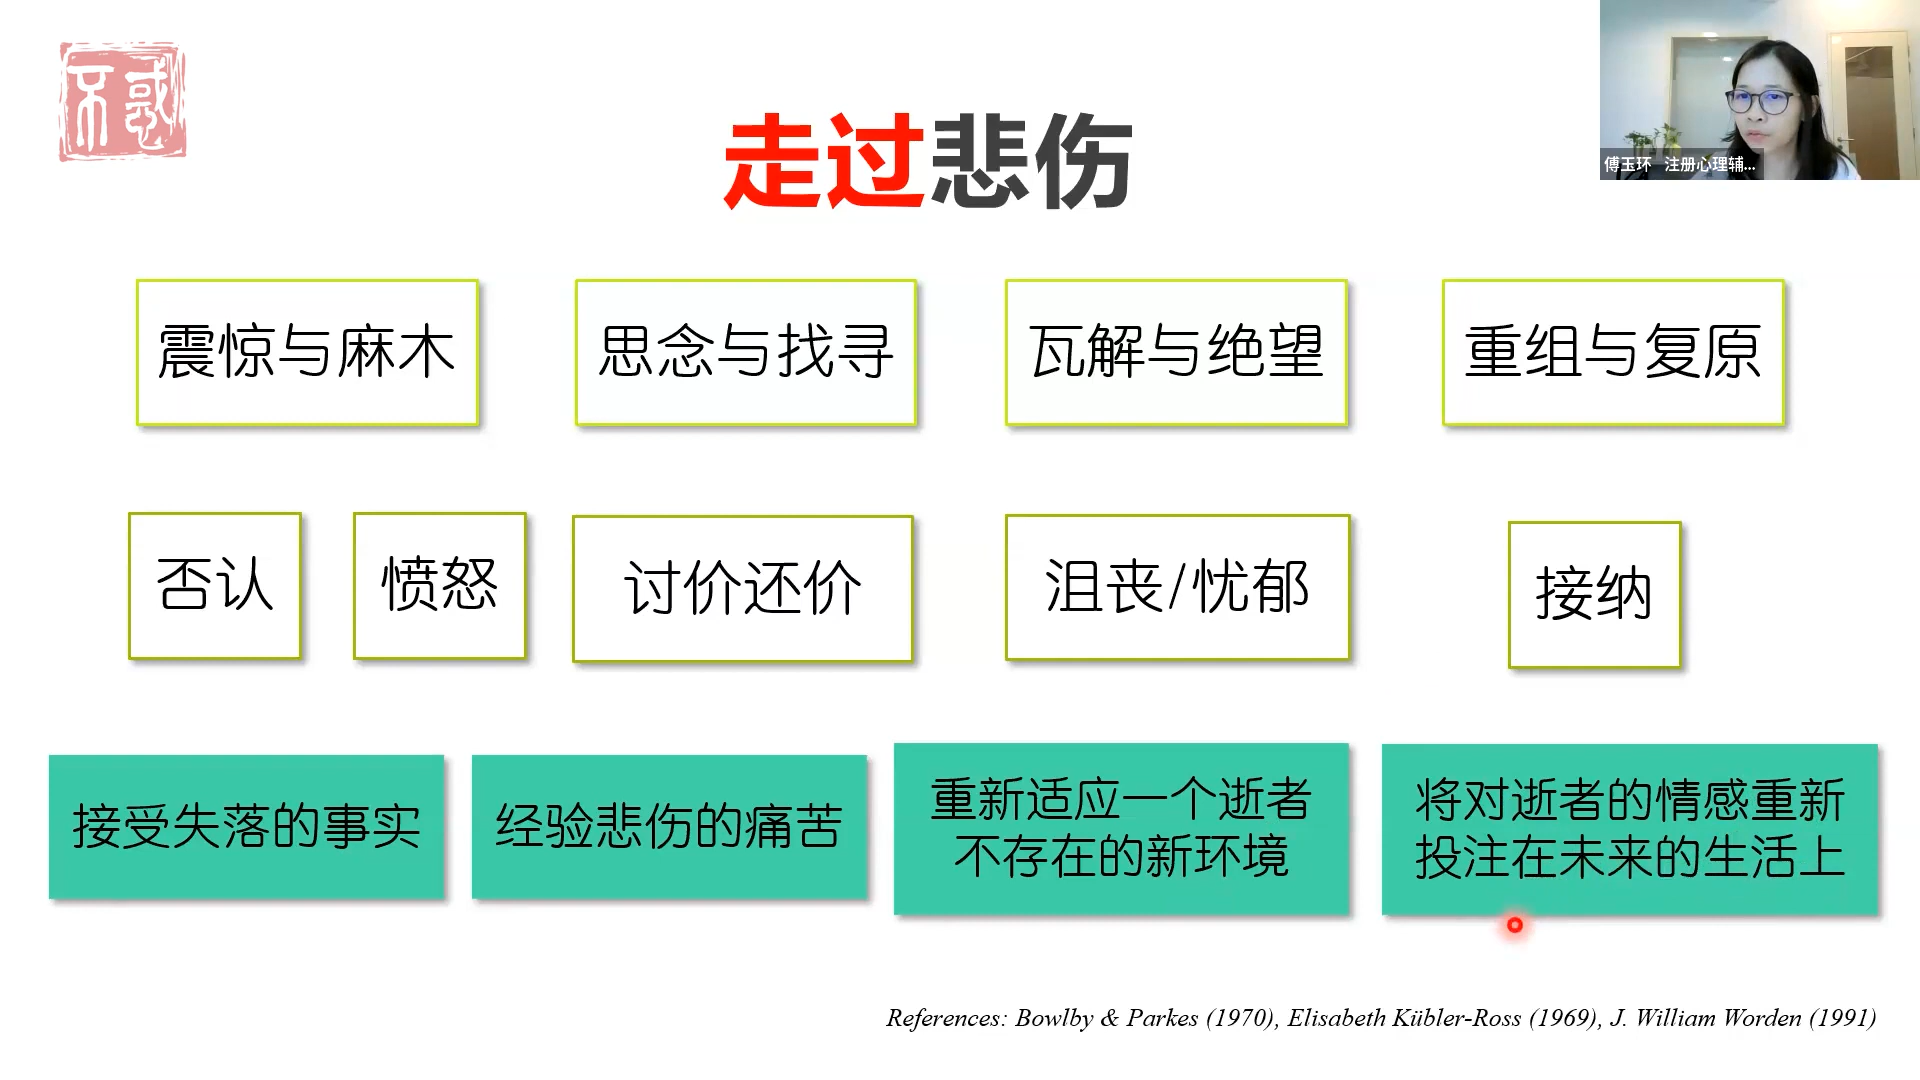 不惑
走过悲伤
傅玉环 注册心理辅...
震惊与麻木
思念与找寻
瓦解与绝望
重组与复原
否认
愤怒
讨价还价
沮丧/忧郁
接纳
接受失落的事实
经验悲伤的痛苦
重新适应一个逝者
不存在的新环境
将对逝者的情感重新
投注在未来的生活上
References: Bowlby & Parkes (1970), Elisabeth Kübler-Ross (1969), J. William Worden (1991)